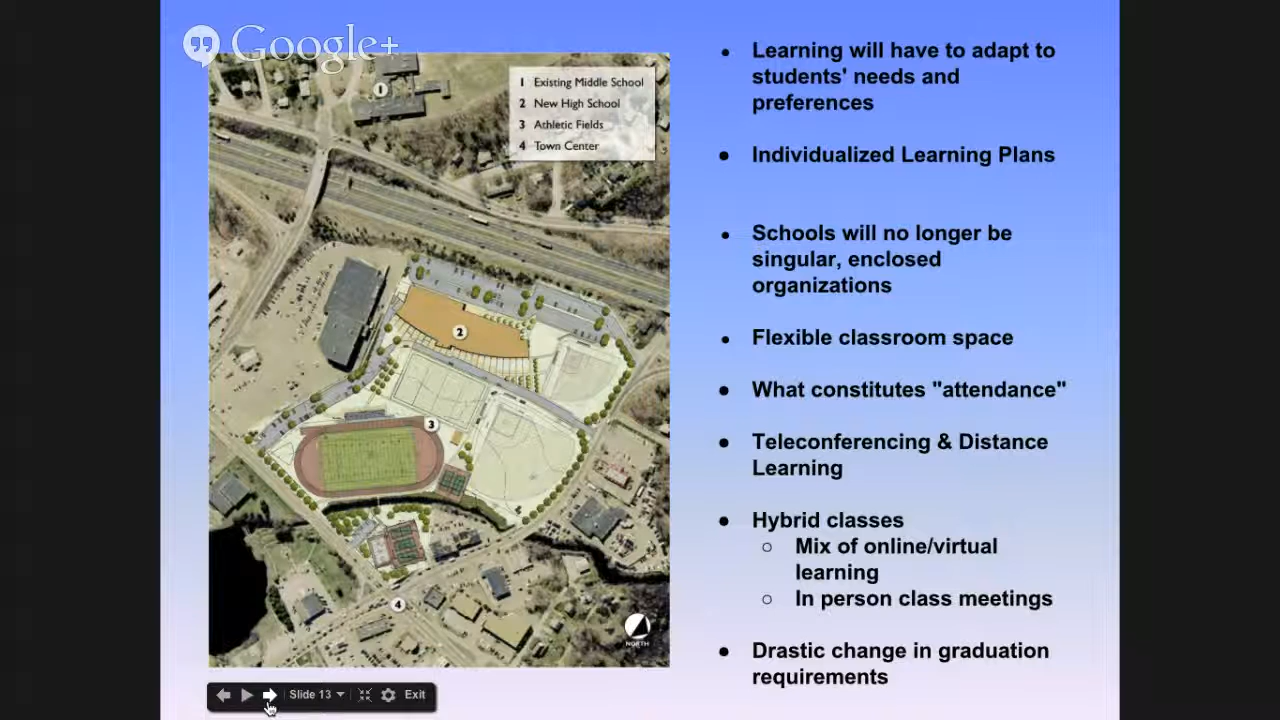 Google+
1 Existing Middle School
2 New High School
3 Athletic Fields
4 Town Center
1
2
3
4
NORTH
● Learning will have to adapt to
students' needs and
preferences
● Individualized Learning Plans
● Schools will no longer be
singular, enclosed
organizations
● Flexible classroom space
● What constitutes "attendance"
● Teleconferencing & Distance
Learning
● Hybrid classes
○ Mix of online/virtual
learning
○ In person class meetings
● Drastic change in graduation
requirements
Slide 13
Exit